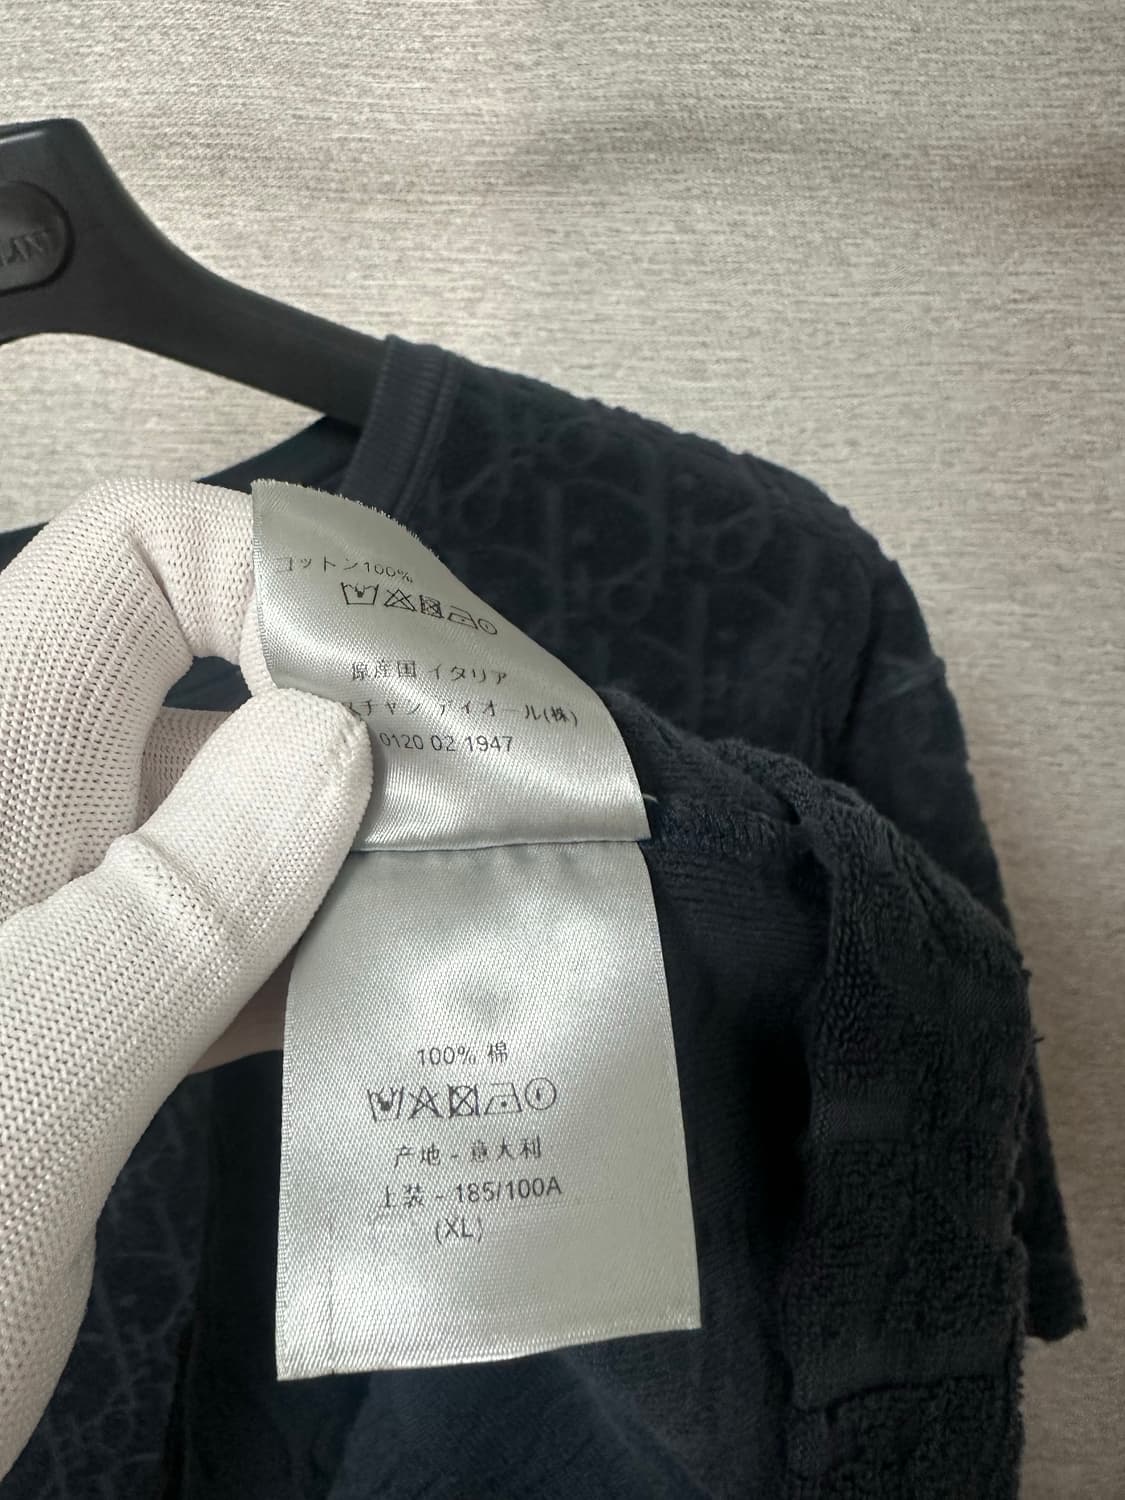 コットン100%
原産国 イタリア
スチャン ディオール(株)
0120 02 1947
100% 棉
产地 - 意大利
上装 - 185/100A
(XL)